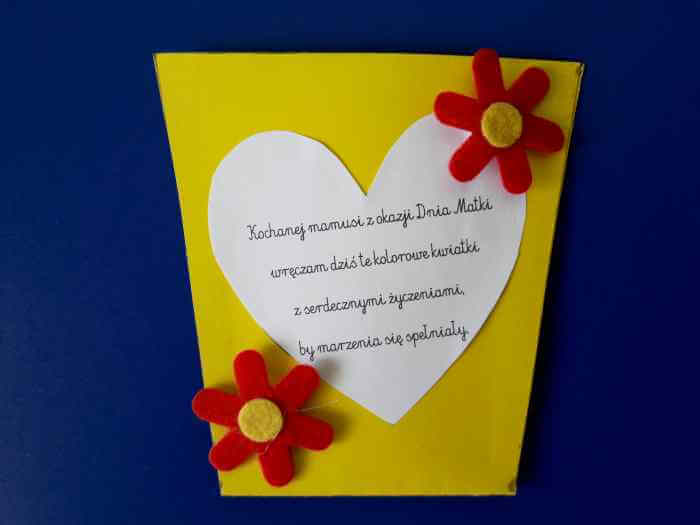 Kochanej mamusi z okazji Dnia Matki
wręczam dziś te kolorowe kwiatki
z serdecznymi życzeniami,
by marzenia się spełniały.